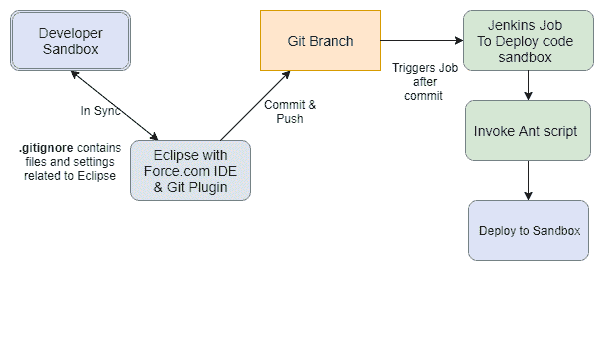 Developer
Sandbox
In Sync
.gitignore contains
files and settings
related to Eclipse
Eclipse with
Force.com IDE
& Git Plugin
Commit &
Push
Git Branch
Triggers Job
after
commit
Jenkins Job
To Deploy code
sandbox
Invoke Ant script
Deploy to Sandbox